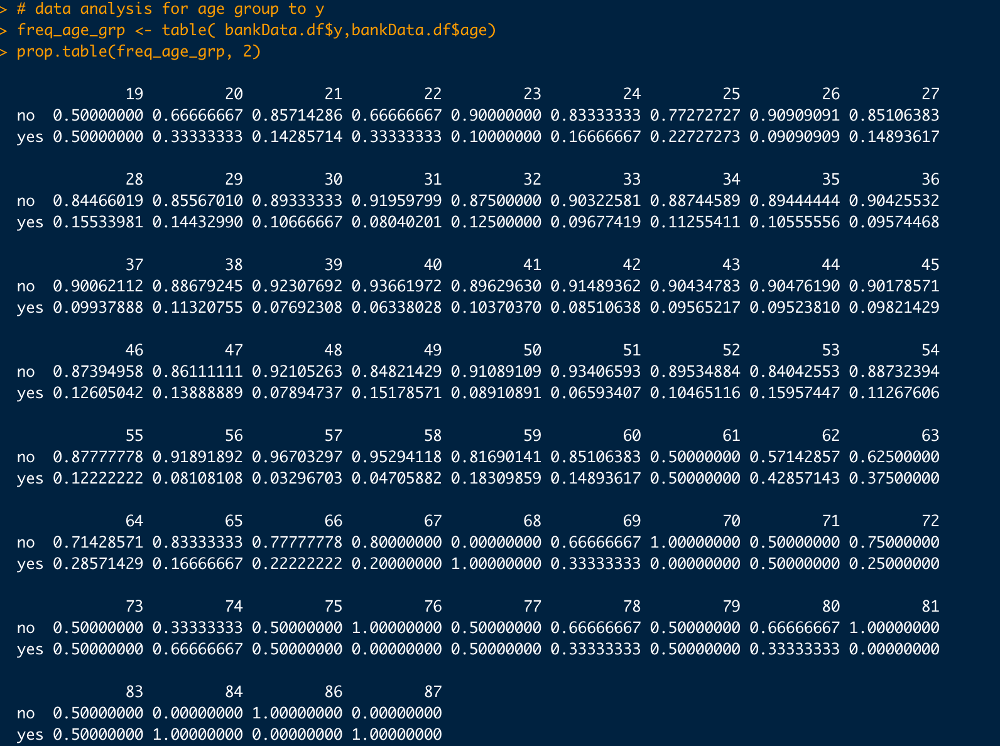 > # data analysis for age group to y
> freq_age_grp <- table( bankData.df$y,bankData.df$age)
> prop.table(freq_age_grp, 2)
19 20 21 22 23 24 25 26 27
no 0.50000000 0.66666667 0.85714286 0.66666667 0.90000000 0.83333333 0.77272727 0.90909091 0.85106383
yes 0.50000000 0.33333333 0.14285714 0.33333333 0.10000000 0.16666667 0.22727273 0.09090909 0.14893617
28 29 30 31 32 33 34 35 36
no 0.84466019 0.85567010 0.89333333 0.91959799 0.87500000 0.90322581 0.88744589 0.89444444 0.90425532
yes 0.15533981 0.14432990 0.10666667 0.08040201 0.12500000 0.09677419 0.11255411 0.10555556 0.09574468
37 38 39 40 41 42 43 44 45
no 0.90062112 0.88679245 0.92307692 0.93661972 0.89629630 0.91489362 0.90434783 0.90476190 0.90178571
yes 0.09937888 0.11320755 0.07692308 0.06338028 0.10370370 0.08510638 0.09565217 0.09523810 0.09821429
46 47 48 49 50 51 52 53 54
no 0.87394958 0.86111111 0.92105263 0.84821429 0.91089109 0.93406593 0.89534884 0.84042553 0.88732394
yes 0.12605042 0.13888889 0.07894737 0.15178571 0.08910891 0.06593407 0.10465116 0.15957447 0.11267606
55 56 57 58 59 60 61 62 63
no 0.87777778 0.91891892 0.96703297 0.95294118 0.81690141 0.85106383 0.50000000 0.57142857 0.62500000
yes 0.12222222 0.08108108 0.03296703 0.04705882 0.18309859 0.14893617 0.50000000 0.42857143 0.37500000
64 65 66 67 68 69 70 71 72
no 0.71428571 0.83333333 0.77777778 0.80000000 0.00000000 0.66666667 1.00000000 0.50000000 0.75000000
yes 0.28571429 0.16666667 0.22222222 0.20000000 1.00000000 0.33333333 0.00000000 0.50000000 0.25000000
73 74 75 76 77 78 79 80 81
no 0.50000000 0.33333333 0.50000000 1.00000000 0.50000000 0.66666667 0.50000000 0.66666667 1.00000000
yes 0.50000000 0.66666667 0.50000000 0.00000000 0.50000000 0.33333333 0.50000000 0.33333333 0.00000000
83 84 86 87
no 0.50000000 0.00000000 1.00000000 0.00000000
yes 0.50000000 1.00000000 0.00000000 1.00000000